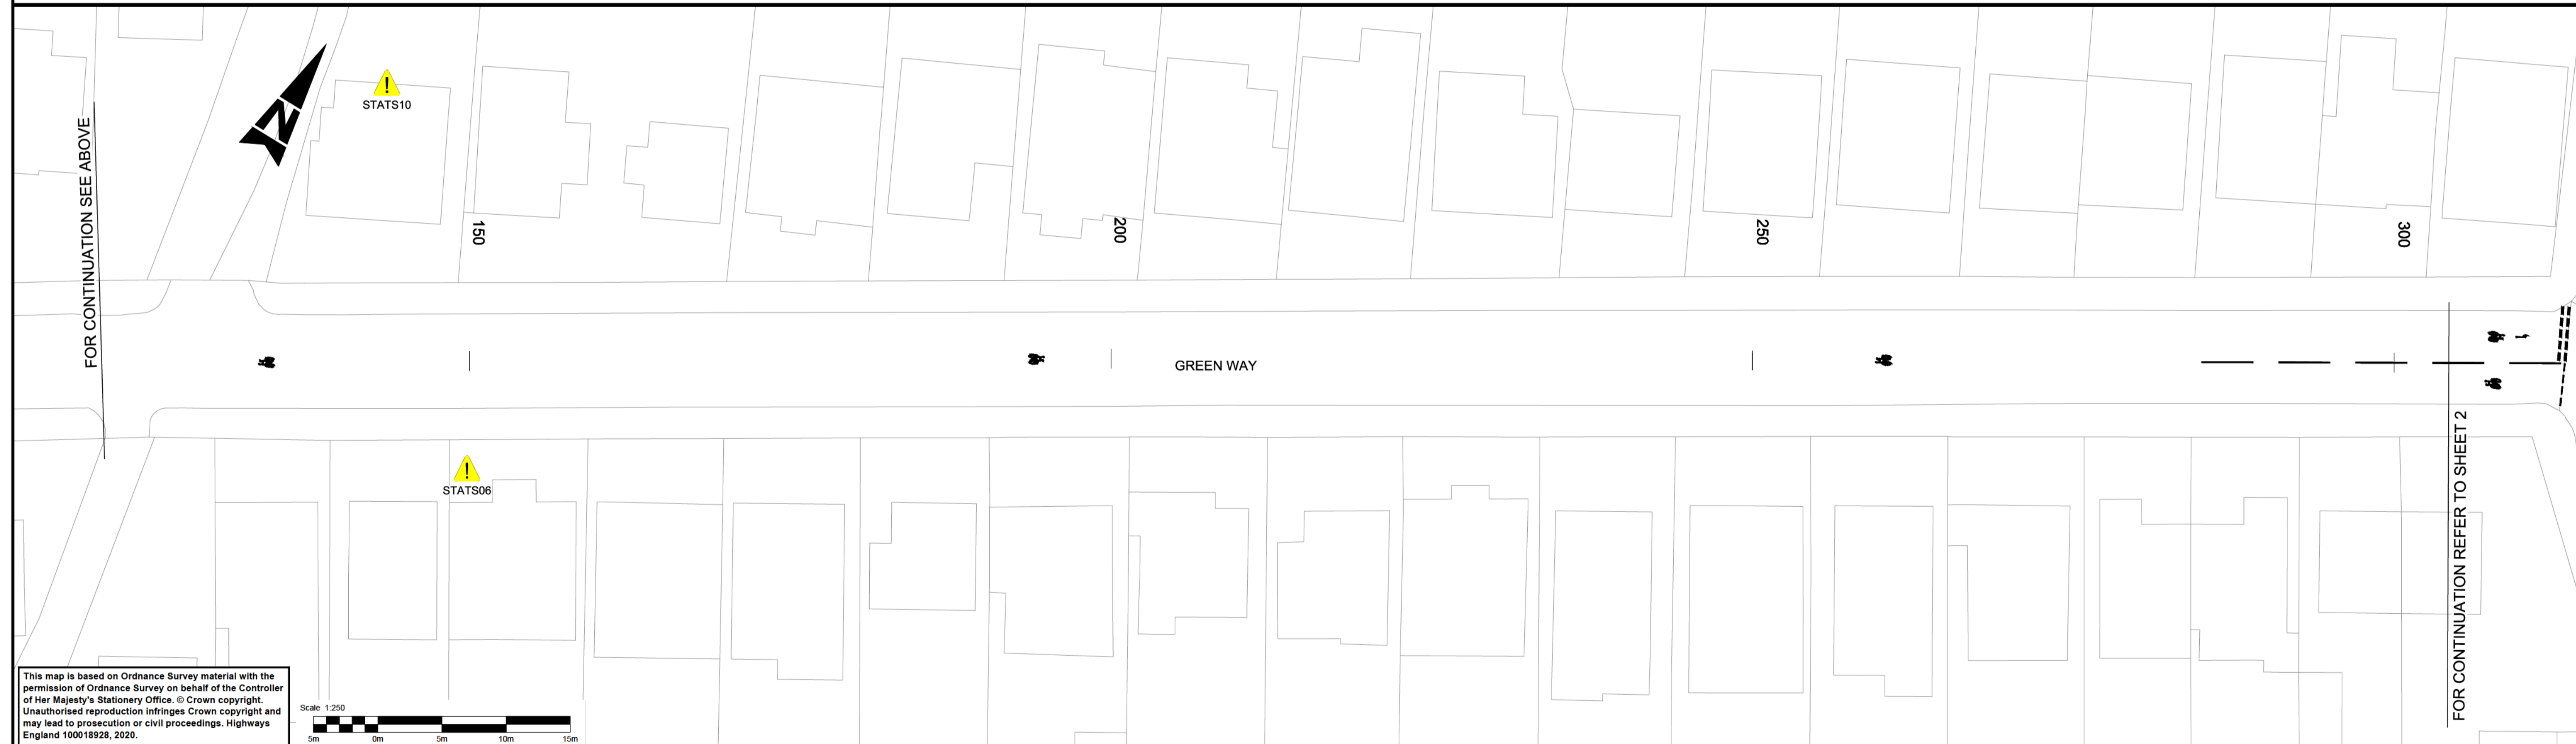 STATS10
N
FOR CONTINUATION SEE ABOVE
150
200
250
300
GREEN WAY
STATS06
FOR CONTINUATION REFER TO SHEET 2
This map is based on Ordnance Survey material with the
permission of Ordnance Survey on behalf of the Controller
of Her Majesty's Stationery Office. © Crown copyright.
Unauthorised reproduction infringes Crown copyright and
may lead to prosecution or civil proceedings. Highways
England 100018928, 2020.
Scale 1:250
5m 0m 5m 10m 15m